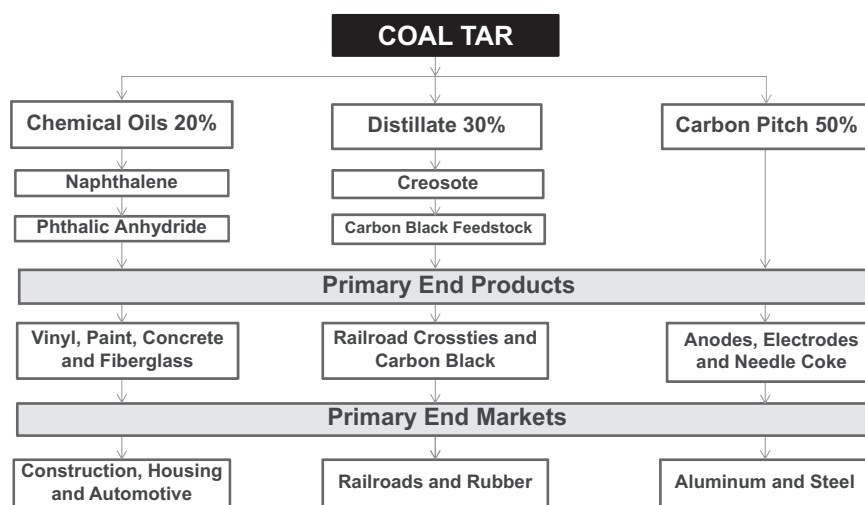 COAL TAR
Chemical Oils 20%
Distillate 30%
Carbon Pitch 50%
Naphthalene
Creosote
Phthalic Anhydride
Carbon Black Feedstock
Primary End Products
Vinyl, Paint, Concrete
and Fiberglass
Railroad Crossties and
Carbon Black
Anodes, Electrodes
and Needle Coke
Primary End Markets
Construction, Housing
and Automotive
Railroads and Rubber
Aluminum and Steel